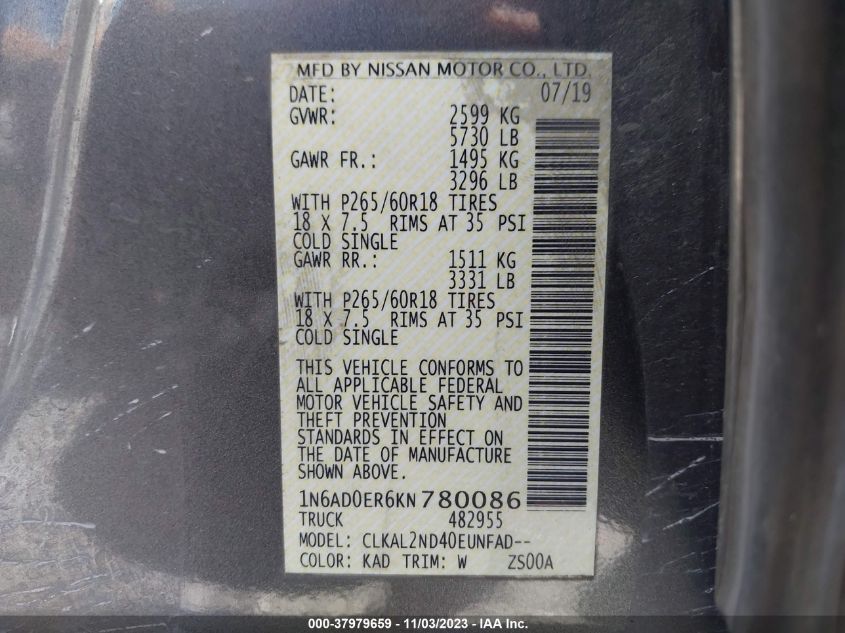 MFD BY NISSAN MOTOR CO., LTD.
DATE: 07/19
GVWR: 2599 KG
5730 LB
GAWR FR.: 1495 KG
3296 LB
WITH P265/60R18 TIRES
18 X 7.5 RIMS AT 35 PSI
COLD SINGLE
GAWR RR.: 1511 KG
3331 LB
WITH P265/60R18 TIRES
18 X 7.5 RIMS AT 35 PSI
COLD SINGLE
THIS VEHICLE CONFORMS TO
ALL APPLICABLE FEDERAL
MOTOR VEHICLE SAFETY AND
THEFT PREVENTION
STANDARDS IN EFFECT ON
THE DATE OF MANUFACTURE
SHOWN ABOVE.
1N6AD0ER6KN780086
TRUCK 482955
MODEL: CLKAL2ND40EUNFAD--
COLOR: KAD TRIM: W ZS00A
000-37979659 - 11/03/2023 - IAA Inc.